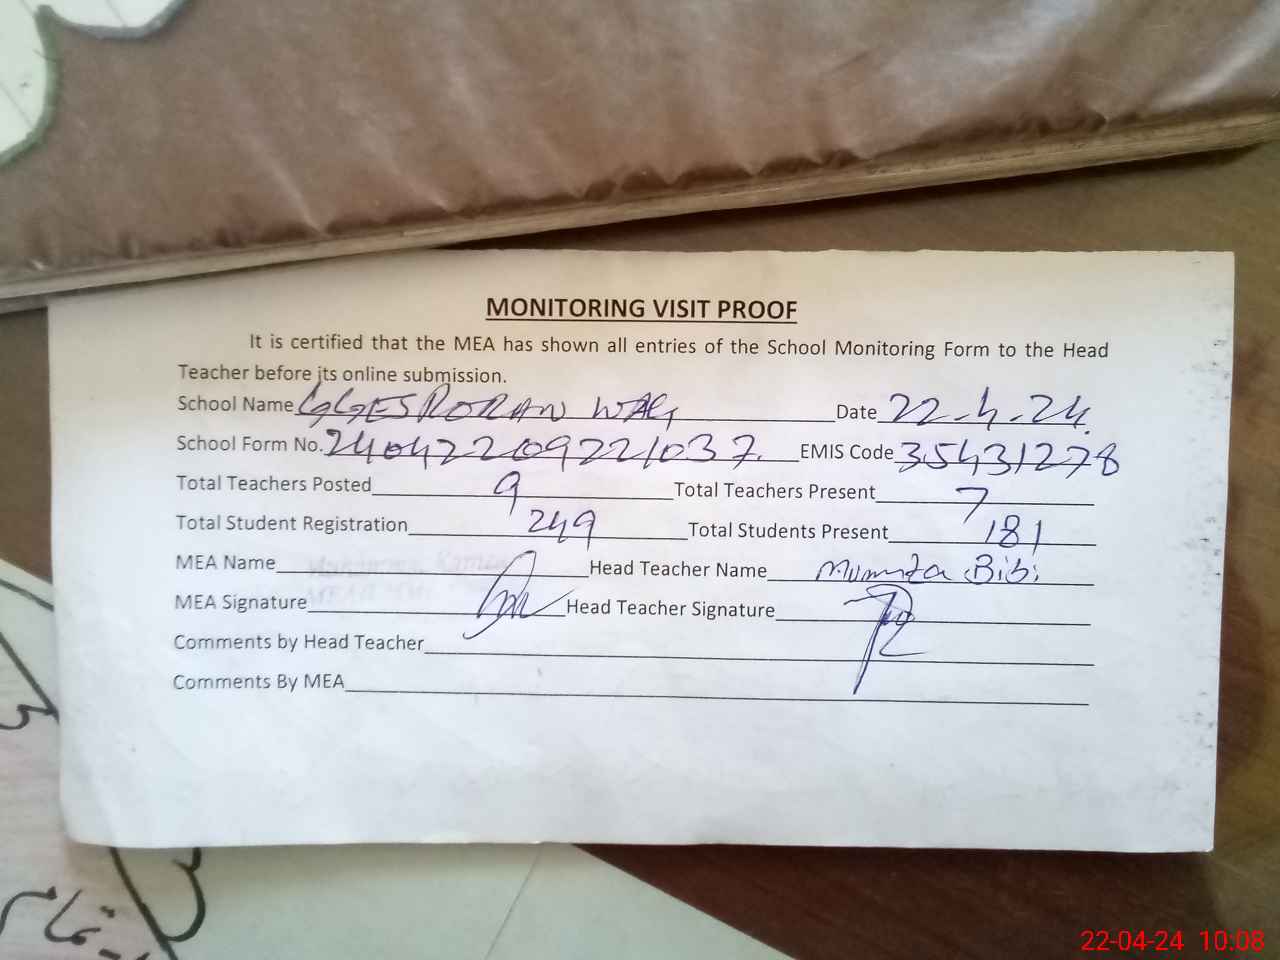 MONITORING VISIT PROOF
It is certified that the MEA has shown all entries of the School Monitoring Form to the Head
Teacher before its online submission.
School Name GGES RORAN WALI Date 22-4-24
School Form No. 24042209221037 EMIS Code 35431278
Total Teachers Posted 9 Total Teachers Present 7
Total Student Registration 249 Total Students Present 181
MEA Name Head Teacher Name Mumtza Bibi
MEA Signature Head Teacher Signature
Comments by Head Teacher
Comments By MEA
22-04-24 10:08